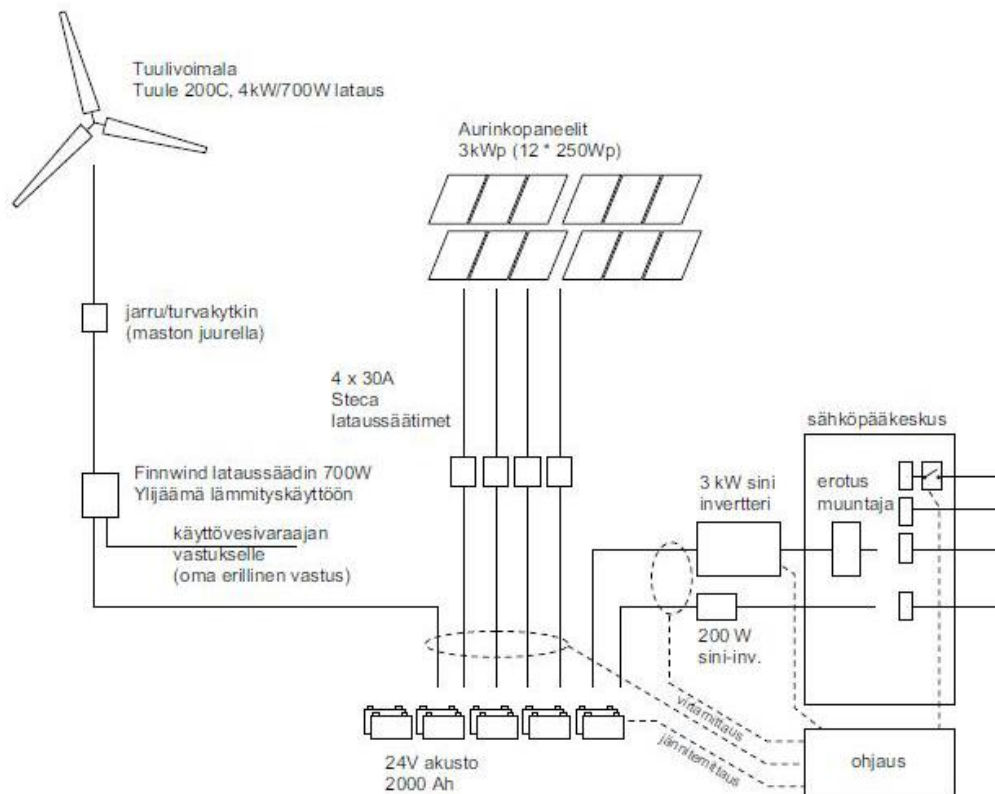 Tuulivoimala
Tuule 200C, 4kW/700W lataus
Aurinkopaneelit
3kWp (12 * 250Wp)
jarru/turvakytkin
(maston juurella)
4 x 30A
Steca
lataussäätimet
sähköpääkeskus
Finnwind lataussäädin 700W
Ylijäämä lämmityskäyttöön
3 kW sini
invertteri
erotus
muuntaja
käyttövesivaraajan
vastukselle
(oma erillinen vastus)
200 W
sini-inv.
virtamittaus
jännitemittaus
24V akusto
2000 Ah
ohjaus